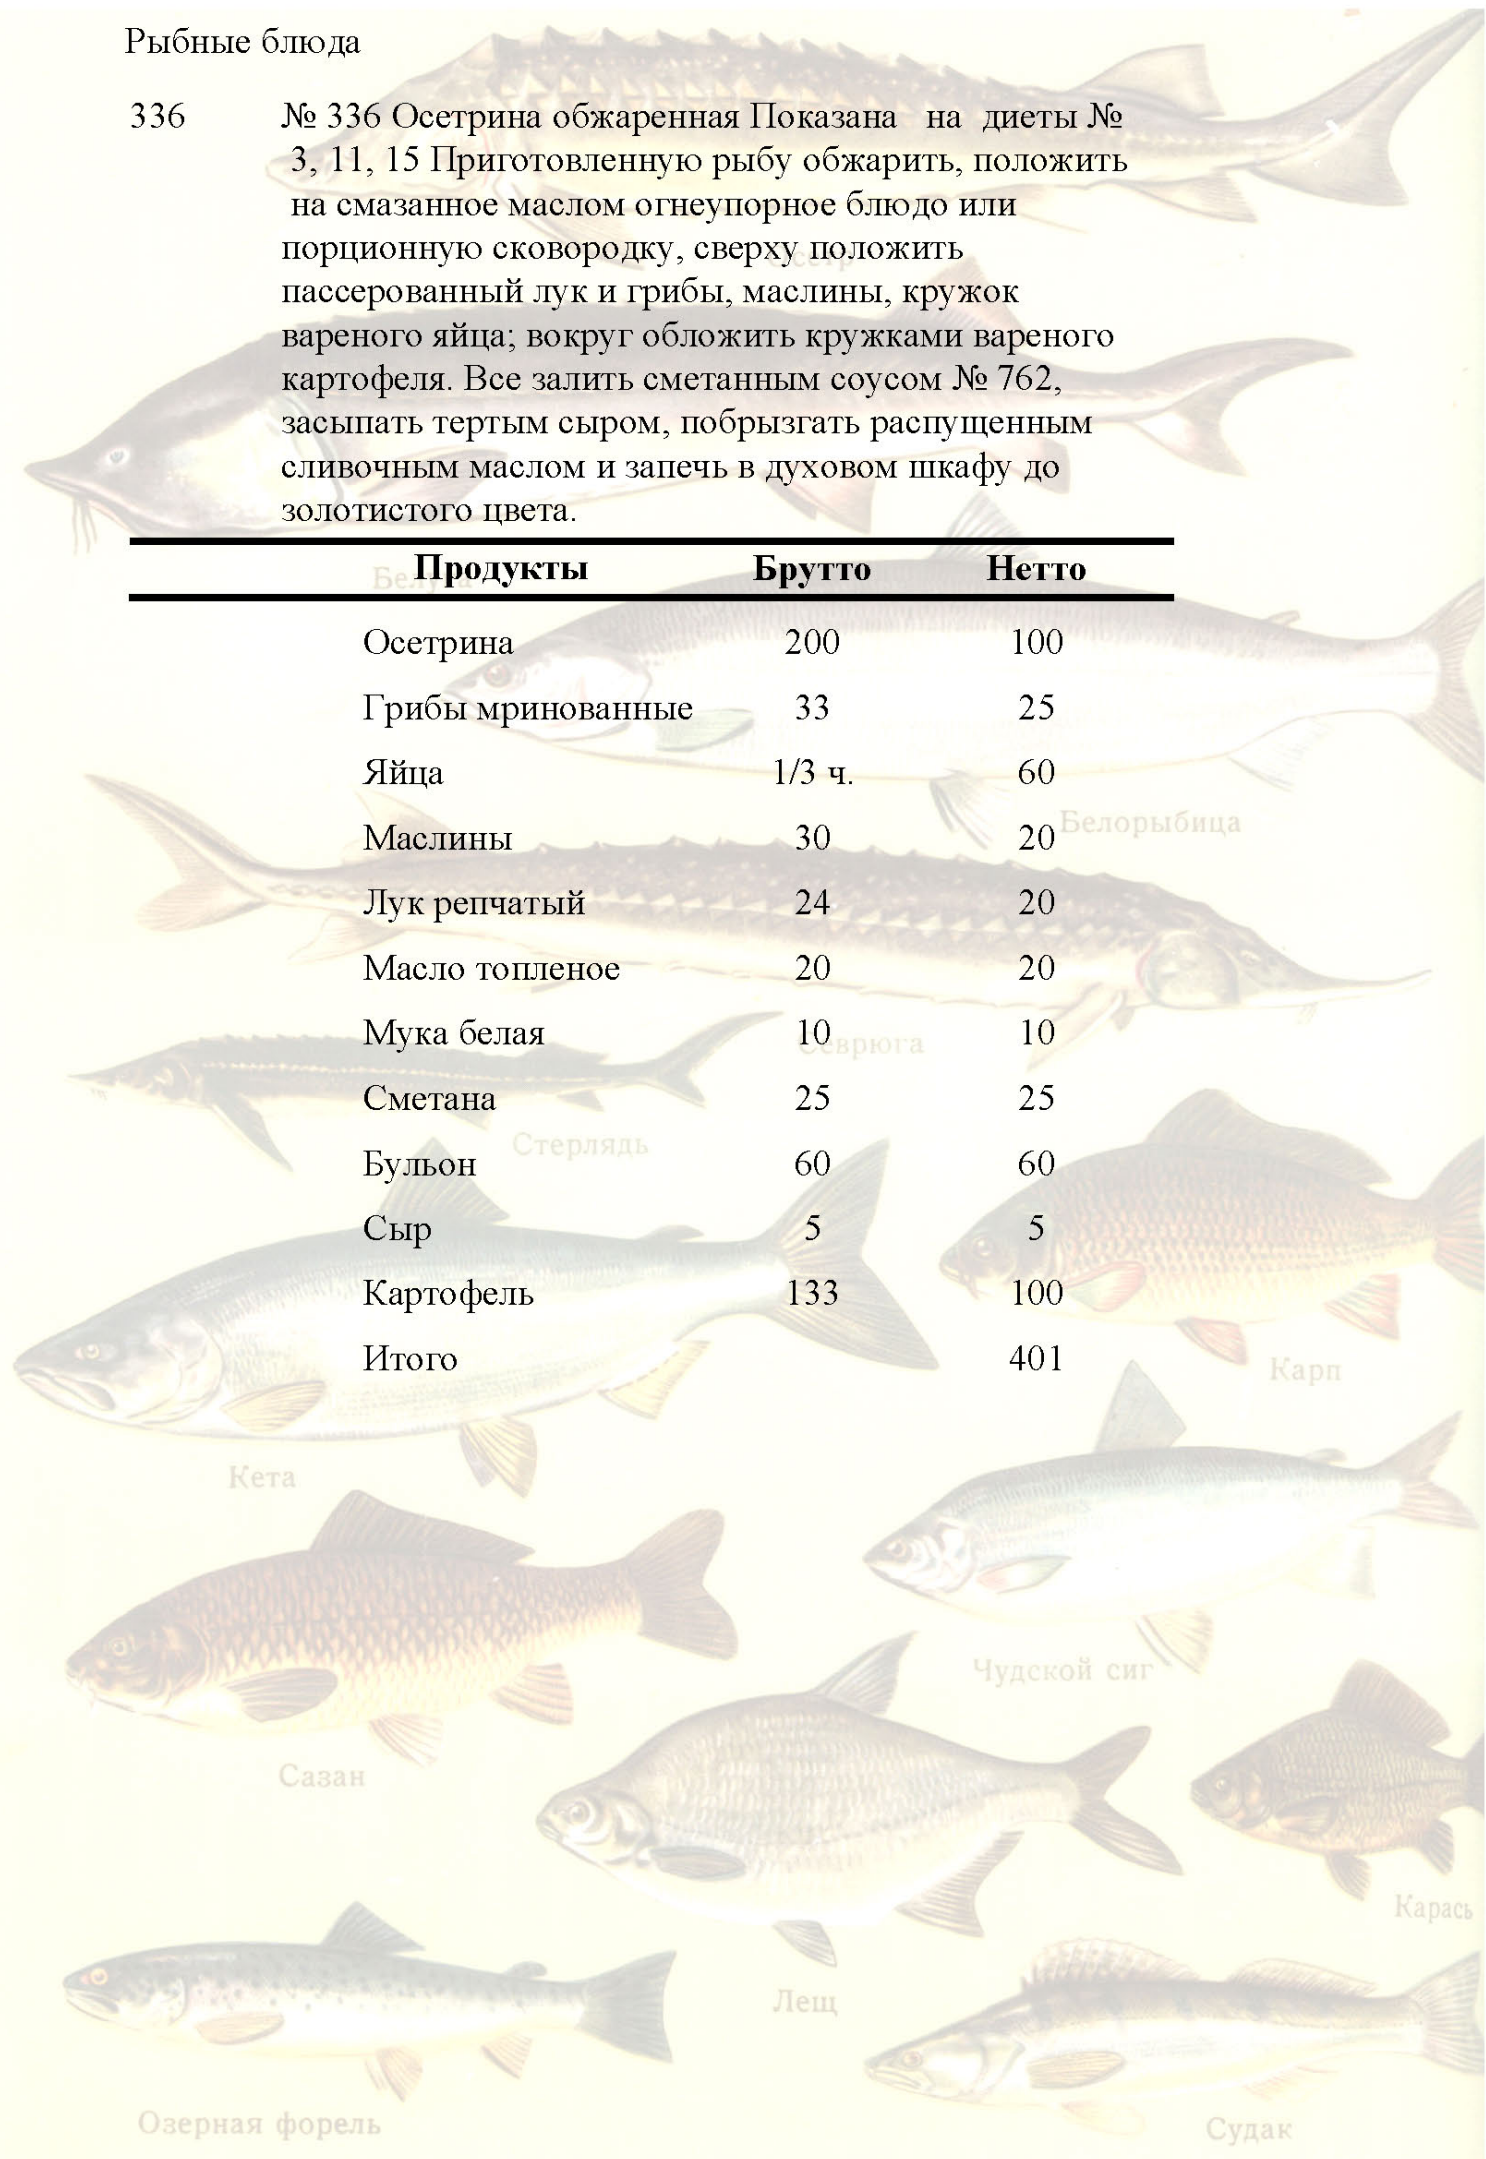 Рыбные блюда
336 № 336 Осетрина обжаренная Показана на диеты №
3, 11, 15 Приготовленную рыбу обжарить, положить
на смазанное маслом огнеупорное блюдо или
порционную сковородку, сверху положить
пассерованный лук и грибы, маслины, кружок
вареного яйца; вокруг обложить кружками вареного
картофеля. Все залить сметанным соусом № 762,
засыпать тертым сыром, побрызгать распущенным
сливочным маслом и запечь в духовом шкафу до
золотистого цвета.
Продукты Брутто Нетто
Осетрина 200 100
Грибы мринованные 33 25
Яйца 1/3 ч. 60
Маслины 30 20
Лук репчатый 24 20
Масло топленое 20 20
Мука белая 10 10
Сметана 25 25
Бульон 60 60
Сыр 5 5
Картофель 133 100
Итого 401
Осетр
Белуга
Белорыбица
Севрюга
Стерлядь
Карп
Кета
Чудской сиг
Сазан
Карась
Лещ
Озерная форель
Судак